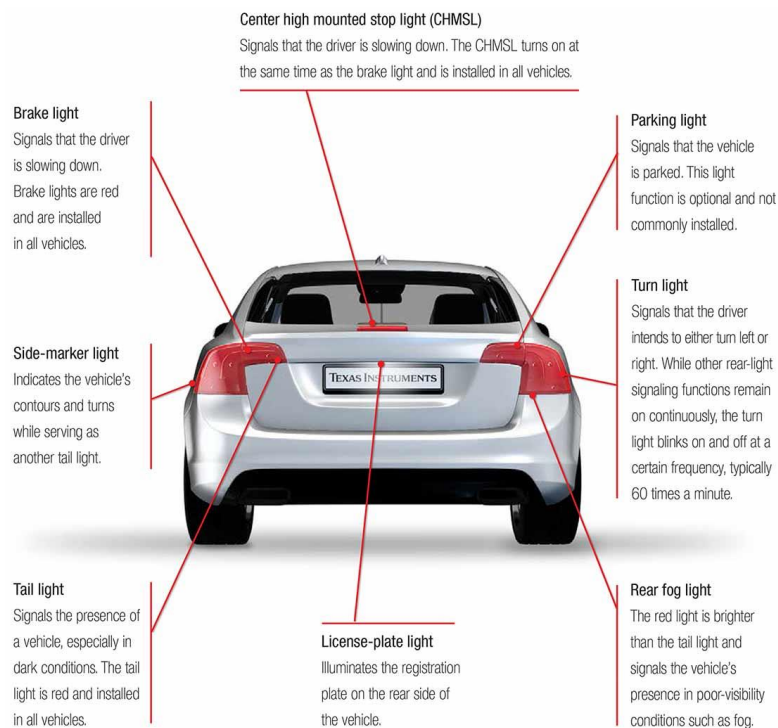 Center high mounted stop light (CHMSL)
Signals that the driver is slowing down. The CHMSL turns on at
the same time as the brake light and is installed in all vehicles.
Brake light
Signals that the driver
is slowing down.
Brake lights are red
and are installed
in all vehicles.
Parking light
Signals that the vehicle
is parked. This light
function is optional and not
commonly installed.
Turn light
Signals that the driver
intends to either turn left or
right. While other rear-light
signaling functions remain
on continuously, the turn
light blinks on and off at a
certain frequency, typically
60 times a minute.
Side-marker light
Indicates the vehicle's
contours and turns
while serving as
another tail light.
TEXAS INSTRUMENTS
Tail light
Signals the presence of
a vehicle, especially in
dark conditions. The tail
light is red and installed
in all vehicles.
License-plate light
Illuminates the registration
plate on the rear side of
the vehicle.
Rear fog light
The red light is brighter
than the tail light and
signals the vehicle's
presence in poor-visibility
conditions such as fog.